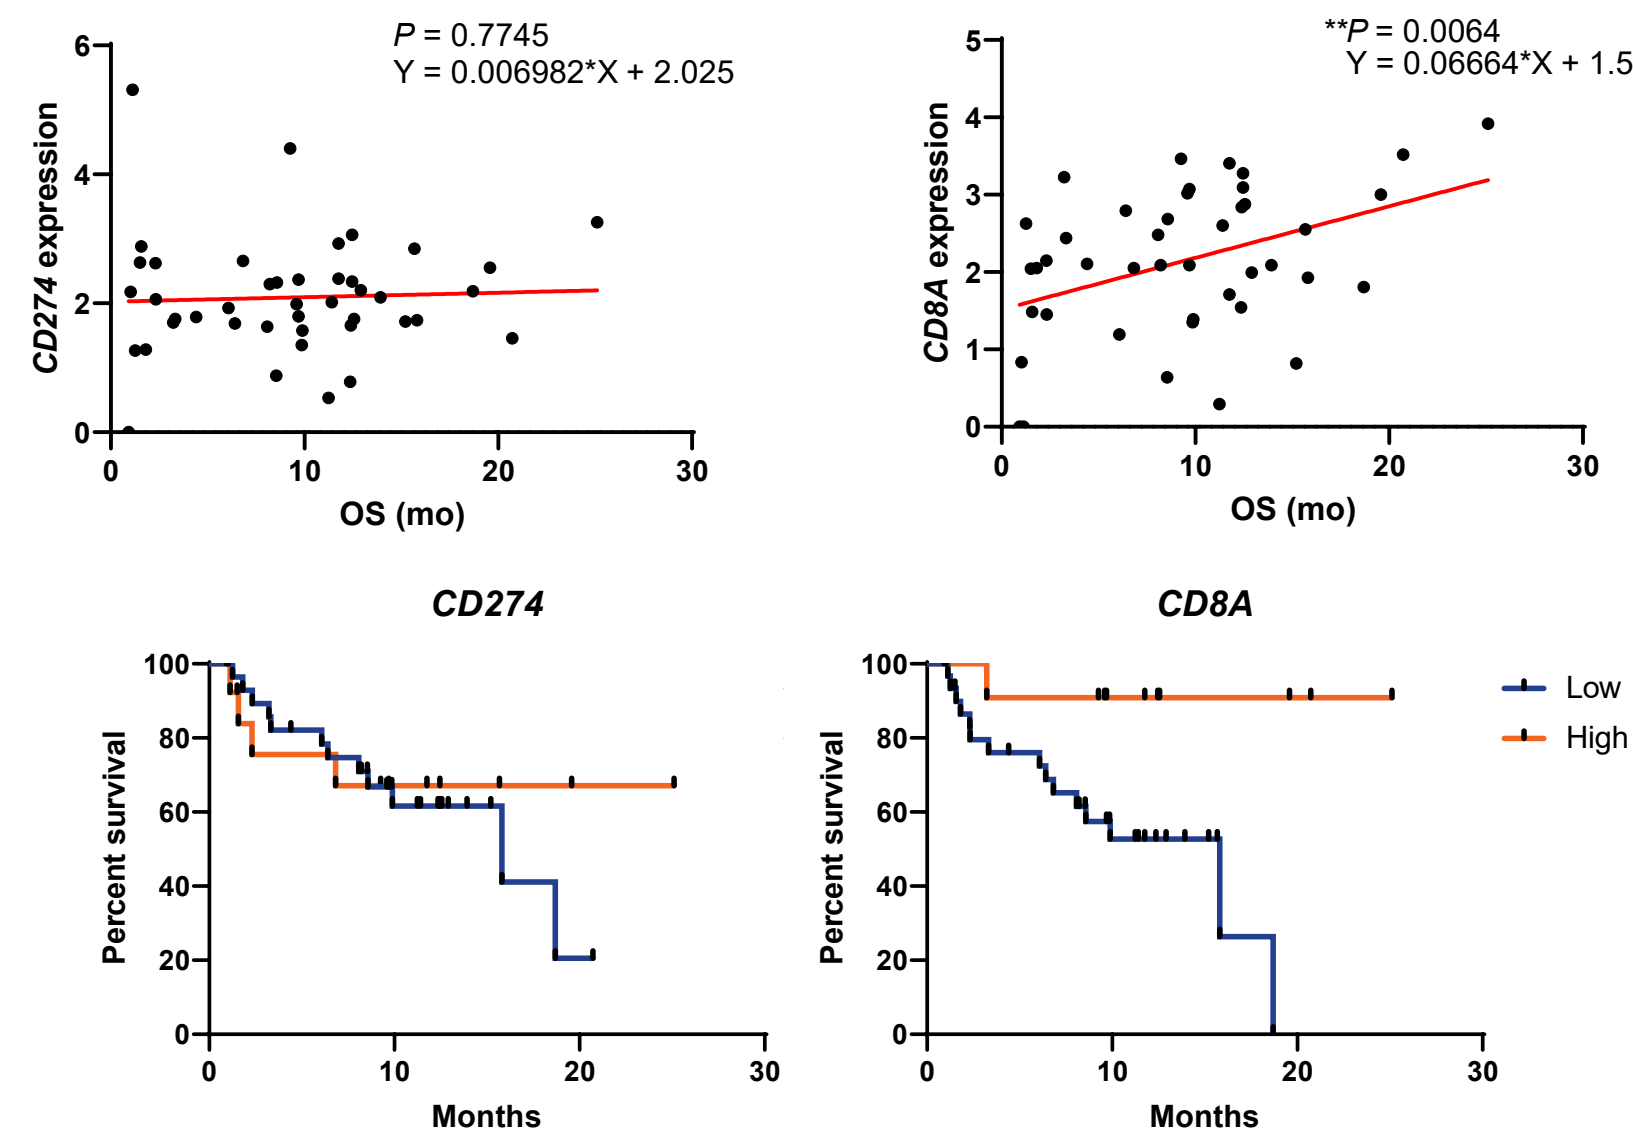 P = 0.7745
Y = 0.006982*X + 2.025
CD274 expression
6
4
2
0
0 10 20 30
OS (mo)
**P = 0.0064
Y = 0.06664*X + 1.5
CD8A expression
5
4
3
2
1
0
0 10 20 30
OS (mo)
CD274
Percent survival
100
80
60
40
20
0
0 10 20 30
Months
CD8A
Percent survival
100
80
60
40
20
0
0 10 20 30
Months
Low
High